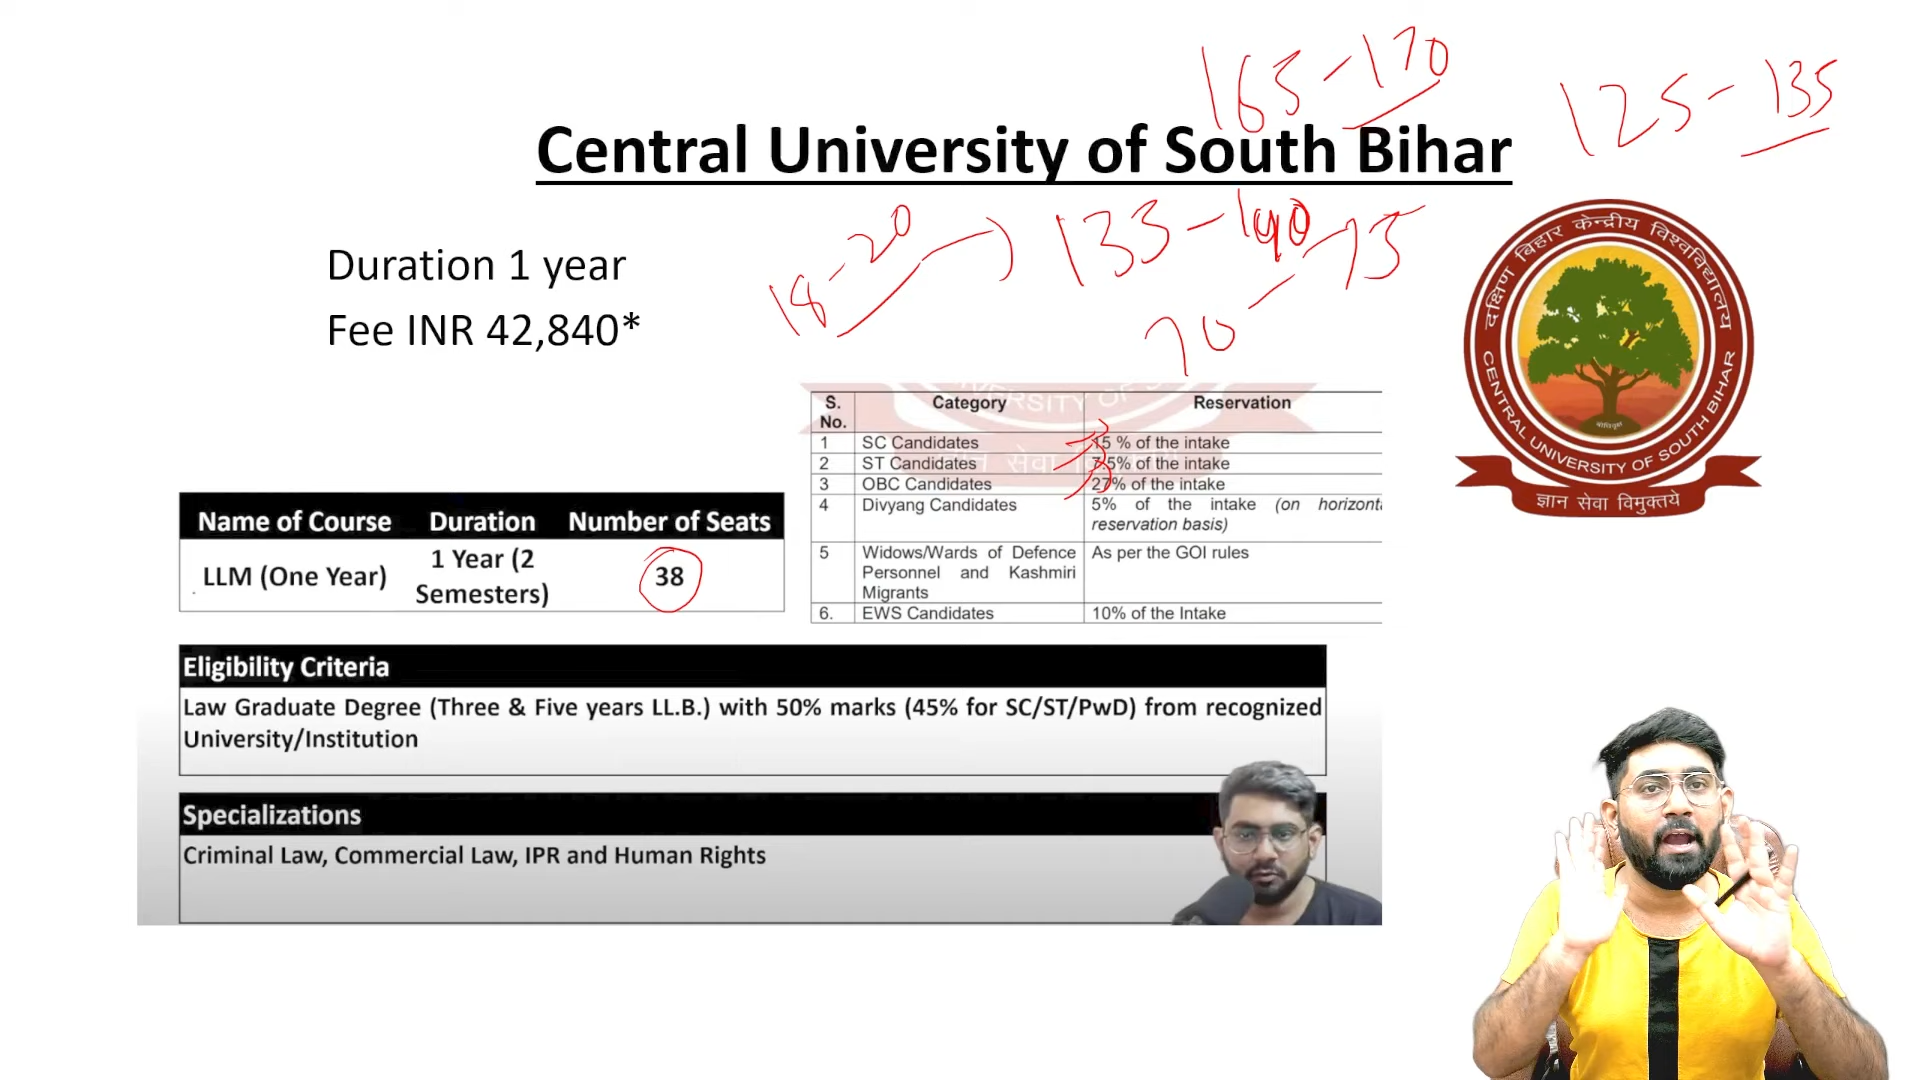 165-170
125-135
Central University of South Bihar
18-20
135-140
70-75
Duration 1 year
Fee INR 42,840*
दक्षिण बिहार केन्द्रीय विश्वविद्यालय
CENTRAL UNIVERSITY OF SOUTH BIHAR
ज्ञान सेवा विमुक्तये
S. No. Category Reservation
1 SC Candidates 15 % of the intake
2 ST Candidates 7.5% of the intake
3 OBC Candidates 27% of the intake
4 Divyang Candidates 5% of the intake (on horizont
reservation basis)
5 Widows/Wards of Defence As per the GOI rules
Personnel and Kashmiri
Migrants
6. EWS Candidates 10% of the Intake
Name of Course Duration Number of Seats
LLM (One Year) 1 Year (2 Semesters) 38
Eligibility Criteria
Law Graduate Degree (Three & Five years LL.B.) with 50% marks (45% for SC/ST/PwD) from recognized
University/Institution
Specializations
Criminal Law, Commercial Law, IPR and Human Rights